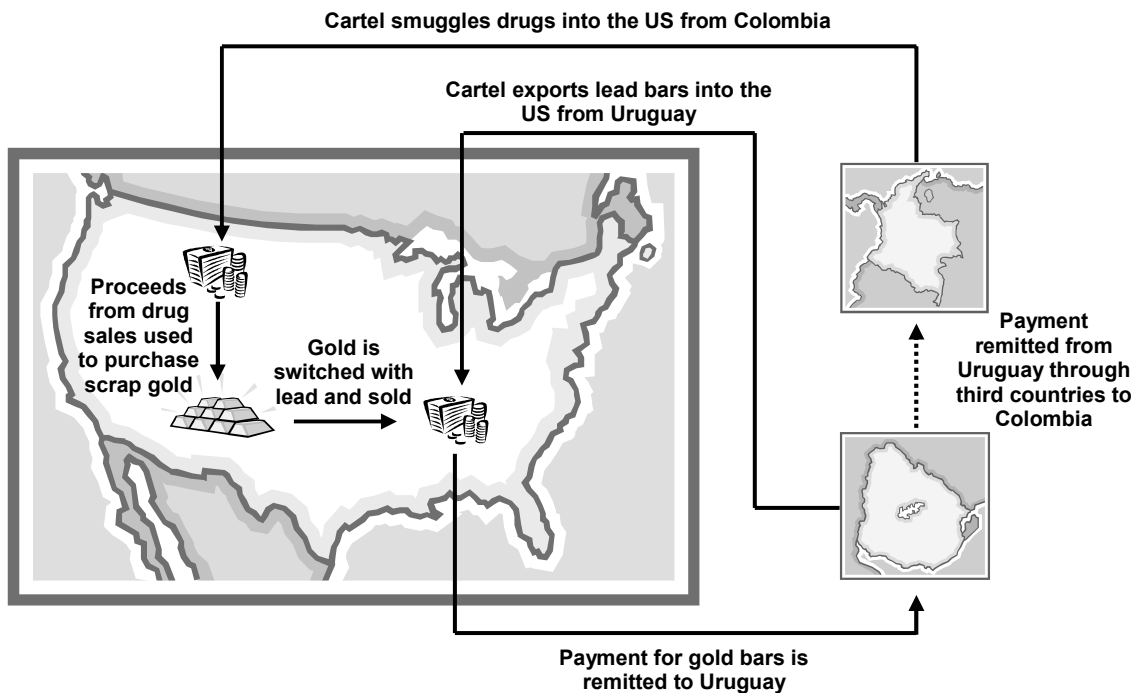 Cartel smuggles drugs into the US from Colombia
Cartel exports lead bars into the
US from Uruguay
Proceeds
from drug
sales used
to purchase
scrap gold
Gold is
switched with
lead and sold
Payment
remitted from
Uruguay through
third countries to
Colombia
Payment for gold bars is
remitted to Uruguay